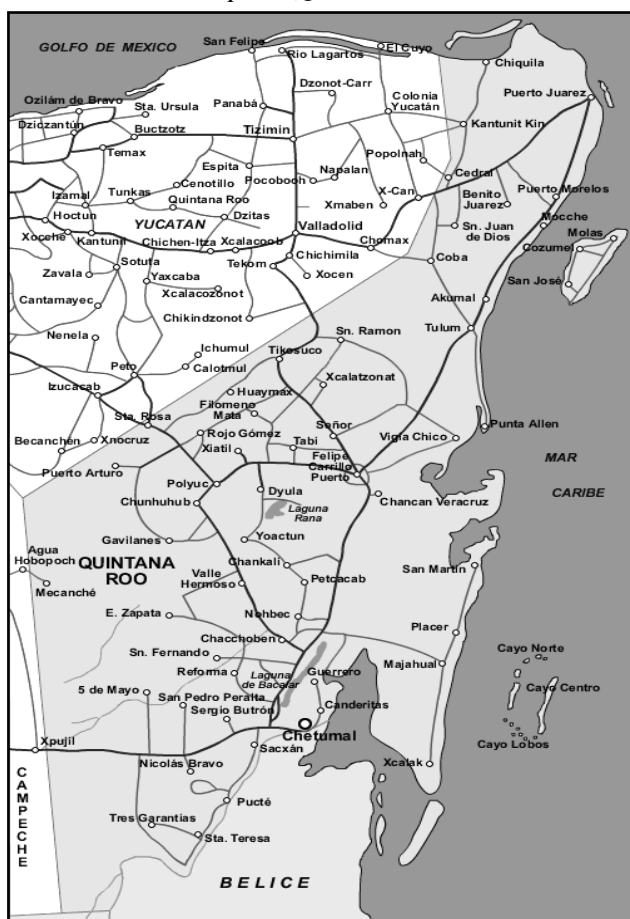 GOLFO DE MEXICO
San Felipe
El Cuyo
Rio Lagartos
Chiquila
Dzonot-Carr
Puerto Juarez
Ozilám de Bravo
Sta. Ursula
Panabá
Colonia
Yucatán
Dziczantún
Buctzotz
Tizimin
Kantunit Kin
Temax
Popolnah
Espita
Napalan
Cedral
Cenotillo
Pocobooh
X-Can
Izamal
Tunkas
Benito
Juarez
Puerto Morelos
Quintana Roo
Xmaben
Hoctun
Dzitas
YUCATAN
Valladolid
Sn. Juan
de Dios
Mocche
Molas
Xocche
Kantunil
Chichen-Itza
Xcalacoob
Chomax
Cozumel
Sotuta
Tekom
Chichimila
Coba
Zavala
Yaxcaba
Xocen
San José
Xcalacozonot
Cantamayec
Akumal
Chikindzonot
Tulum
Nenela
Sn. Ramon
Ichumul
Tikosuco
Peto
Calotmul
Xcalatzonat
Izucacab
Huaymax
Filomeno
Mata
Sta. Rosa
Señor
Punta Allen
Becanchén
Xnocruz
Rojo Gómez
Tabi
Vigía Chico
Xiatil
Felipe
Carrillo
Puerto
MAR
CARIBE
Puerto Arturo
Polyuc
Dyula
Chunhuhub
Chancan Veracruz
Laguna
Rana
Gavilanes
Yoactun
Agua
Hobopoch
QUINTANA
ROO
Chankali
San Martín
Valle
Hermoso
Petcacab
Mecanché
E. Zapata
Nohbec
Placer
Chacchoben
Sn. Fernando
Cayo Norte
Majahual
Reforma
Laguna
de Bacalar
Guerrero
Cayo Centro
5 de Mayo
San Pedro Peralta
Sergio Butrón
Canderitas
Chetumal
Cayo Lobos
Xpujil
Sacxán
Nicolás Bravo
Xcalak
CAMPECHE
Pucté
Tres Garantías
Sta. Teresa
BELICE